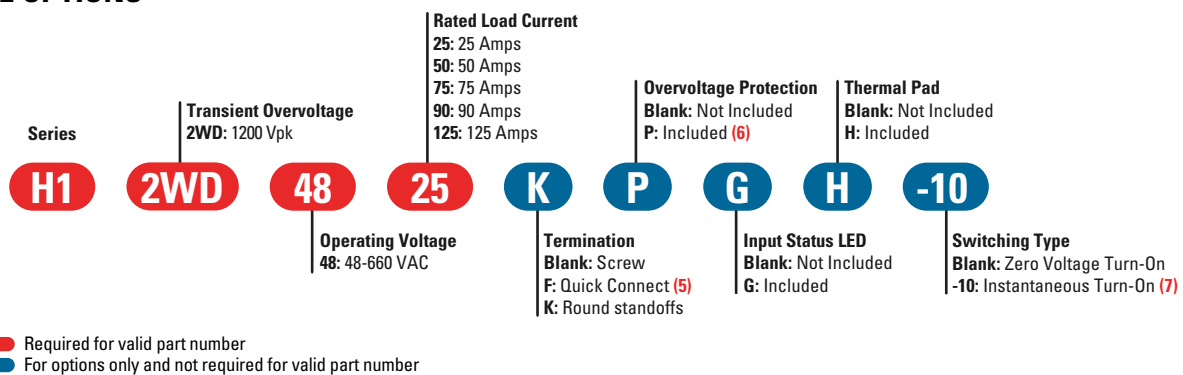 Rated Load Current
25: 25 Amps
50: 50 Amps
75: 75 Amps
90: 90 Amps
125: 125 Amps
Transient Overvoltage
2WD: 1200 Vpk
Overvoltage Protection
Blank: Not Included
P: Included (6)
Thermal Pad
Blank: Not Included
H: Included
Series
H1 2WD 48 25 K P G H -10
Operating Voltage
48: 48-660 VAC
Termination
Blank: Screw
F: Quick Connect (5)
K: Round standoffs
Input Status LED
Blank: Not Included
G: Included
Switching Type
Blank: Zero Voltage Turn-On
-10: Instantaneous Turn-On (7)
Required for valid part number
For options only and not required for valid part number